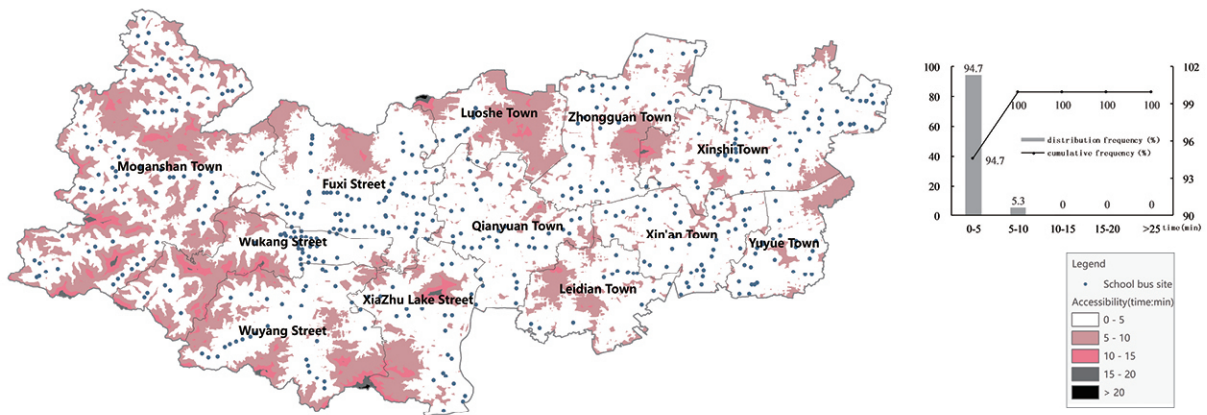 Luoshe Town
Zhongguan Town
Xinshi Town
Moganshan Town
Fuxi Street
Qianyuan Town
Xin'an Town
Wukang Street
Yuyue Town
XiaZhu Lake Street
Leidian Town
Wuyang Street
100
80
60
40
20
0
94.7
5.3
0
0
0
94.7
100
100
100
100
102
99
96
93
90
distribution frequency (%)
cumulative frequency (%)
0-5
5-10
10-15
15-20
>25
time(min)
Legend
School bus site
Accessibility(time:min)
0 - 5
5 - 10
10 - 15
15 - 20
> 20